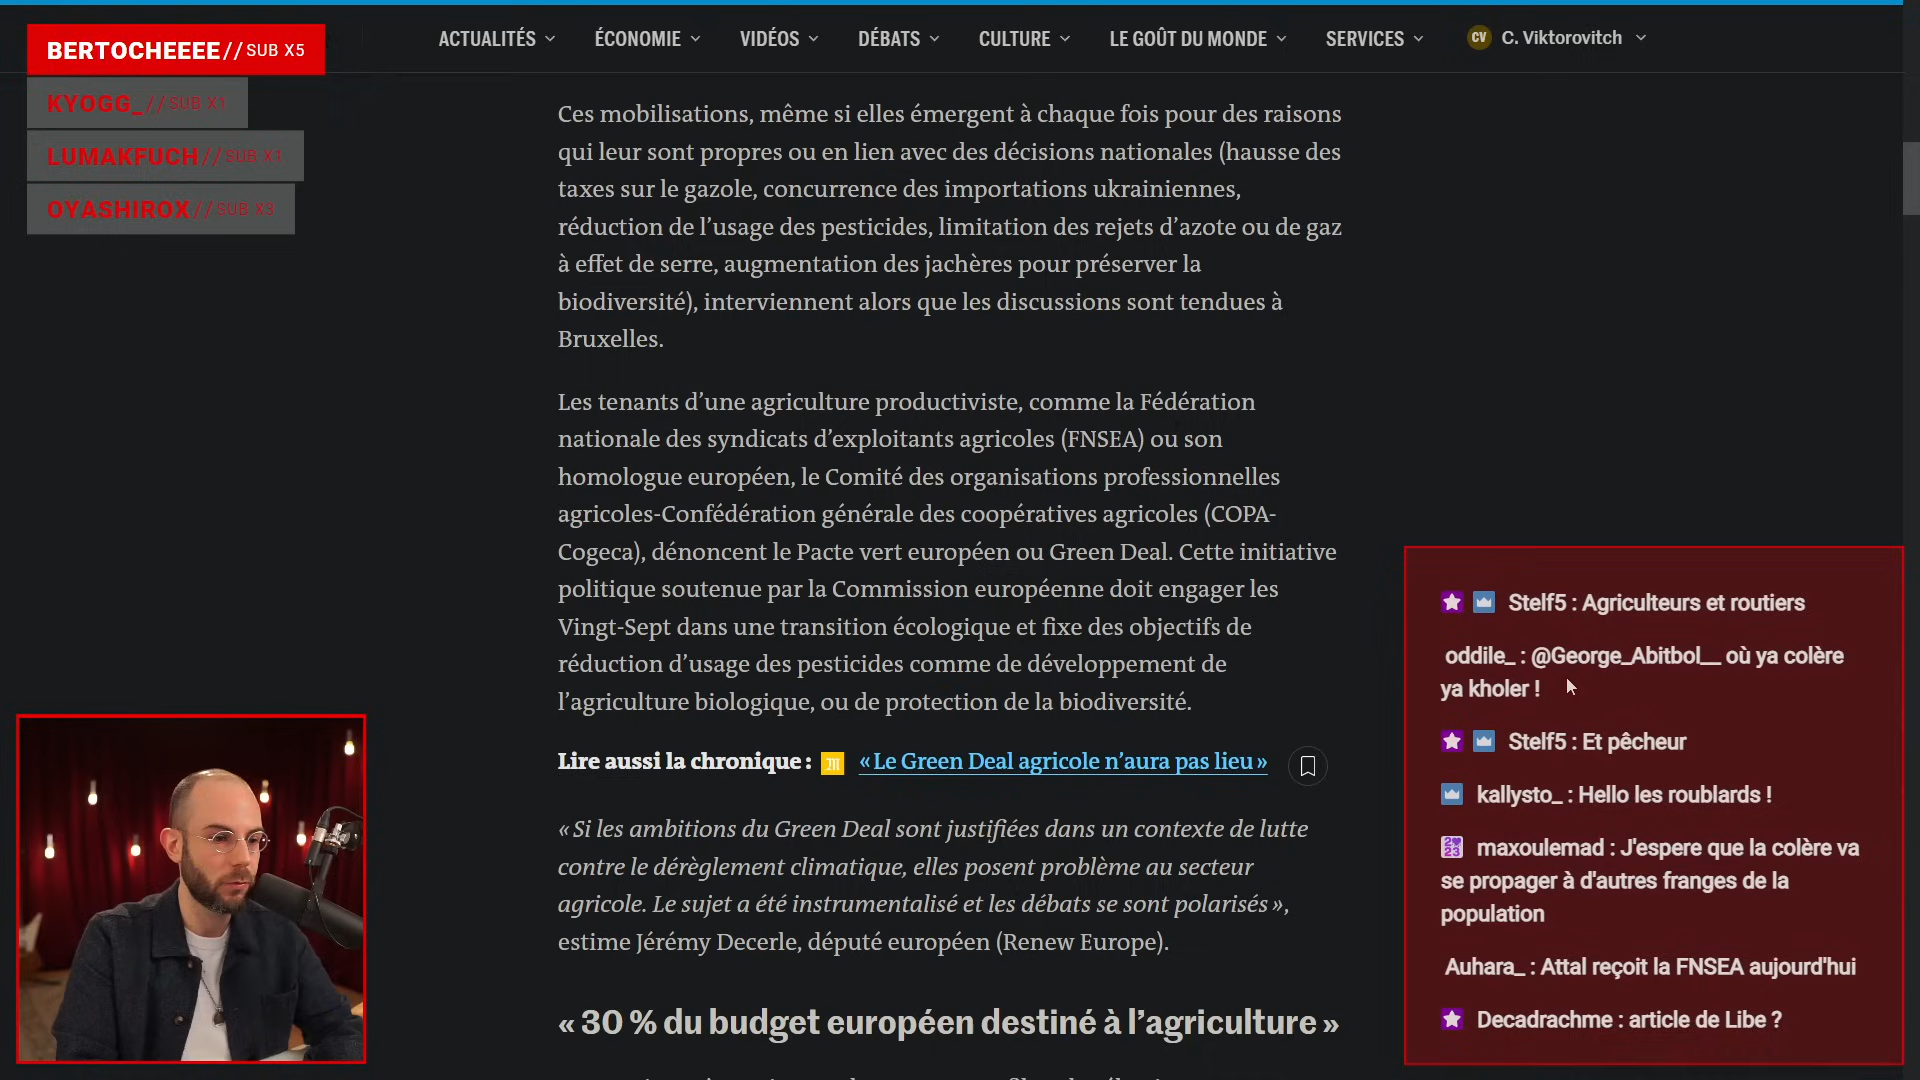 BERTOCHEEEE//SUB X5
KYOGG_//SUB X1
LUMAKFUCH//SUB X1
OYASHIROX//SUB X3
ACTUALITÉS ÉCONOMIE VIDÉOS DÉBATS CULTURE LE GOÛT DU MONDE SERVICES CV C. Viktorovitch
Ces mobilisations, même si elles émergent à chaque fois pour des raisons
qui leur sont propres ou en lien avec des décisions nationales (hausse des
taxes sur le gazole, concurrence des importations ukrainiennes,
réduction de l’usage des pesticides, limitation des rejets d’azote ou de gaz
à effet de serre, augmentation des jachères pour préserver la
biodiversité), interviennent alors que les discussions sont tendues à
Bruxelles.
Les tenants d’une agriculture productiviste, comme la Fédération
nationale des syndicats d’exploitants agricoles (FNSEA) ou son
homologue européen, le Comité des organisations professionnelles
agricoles-Confédération générale des coopératives agricoles (COPA-
Cogeca), dénoncent le Pacte vert européen ou Green Deal. Cette initiative
politique soutenue par la Commission européenne doit engager les
Vingt-Sept dans une transition écologique et fixe des objectifs de
réduction d’usage des pesticides comme de développement de
l’agriculture biologique, ou de protection de la biodiversité.
Lire aussi la chronique : M « Le Green Deal agricole n’aura pas lieu »
« Si les ambitions du Green Deal sont justifiées dans un contexte de lutte
contre le dérèglement climatique, elles posent problème au secteur
agricole. Le sujet a été instrumentalisé et les débats se sont polarisés »,
estime Jérémy Decerle, député européen (Renew Europe).
« 30 % du budget européen destiné à l’agriculture »
Stelf5 : Agriculteurs et routiers
oddile_ : @George_Abitbol__ où ya colère
ya kholer !
Stelf5 : Et pêcheur
kallysto_ : Hello les roublards !
2023 maxoulemad : J'espere que la colère va
se propager à d'autres franges de la
population
Auhara_ : Attal reçoit la FNSEA aujourd'hui
Decadrachme : article de Libe ?